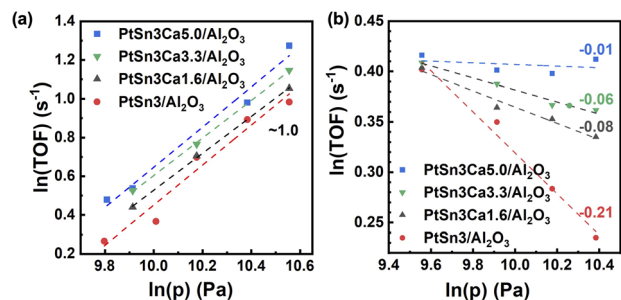 (a)
PtSn3Ca5.0/Al₂O₃
PtSn3Ca3.3/Al₂O₃
PtSn3Ca1.6/Al₂O₃
PtSn3/Al₂O₃
~1.0
ln(TOF) (s⁻¹)
1.4
1.2
1.0
0.8
0.6
0.4
0.2
9.8
10.0
10.2
10.4
10.6
ln(p) (Pa)
(b)
-0.01
-0.06
-0.08
-0.21
PtSn3Ca5.0/Al₂O₃
PtSn3Ca3.3/Al₂O₃
PtSn3Ca1.6/Al₂O₃
PtSn3/Al₂O₃
ln(TOF) (s⁻¹)
0.45
0.40
0.35
0.30
0.25
9.4
9.6
9.8
10.0
10.2
10.4
ln(p) (Pa)